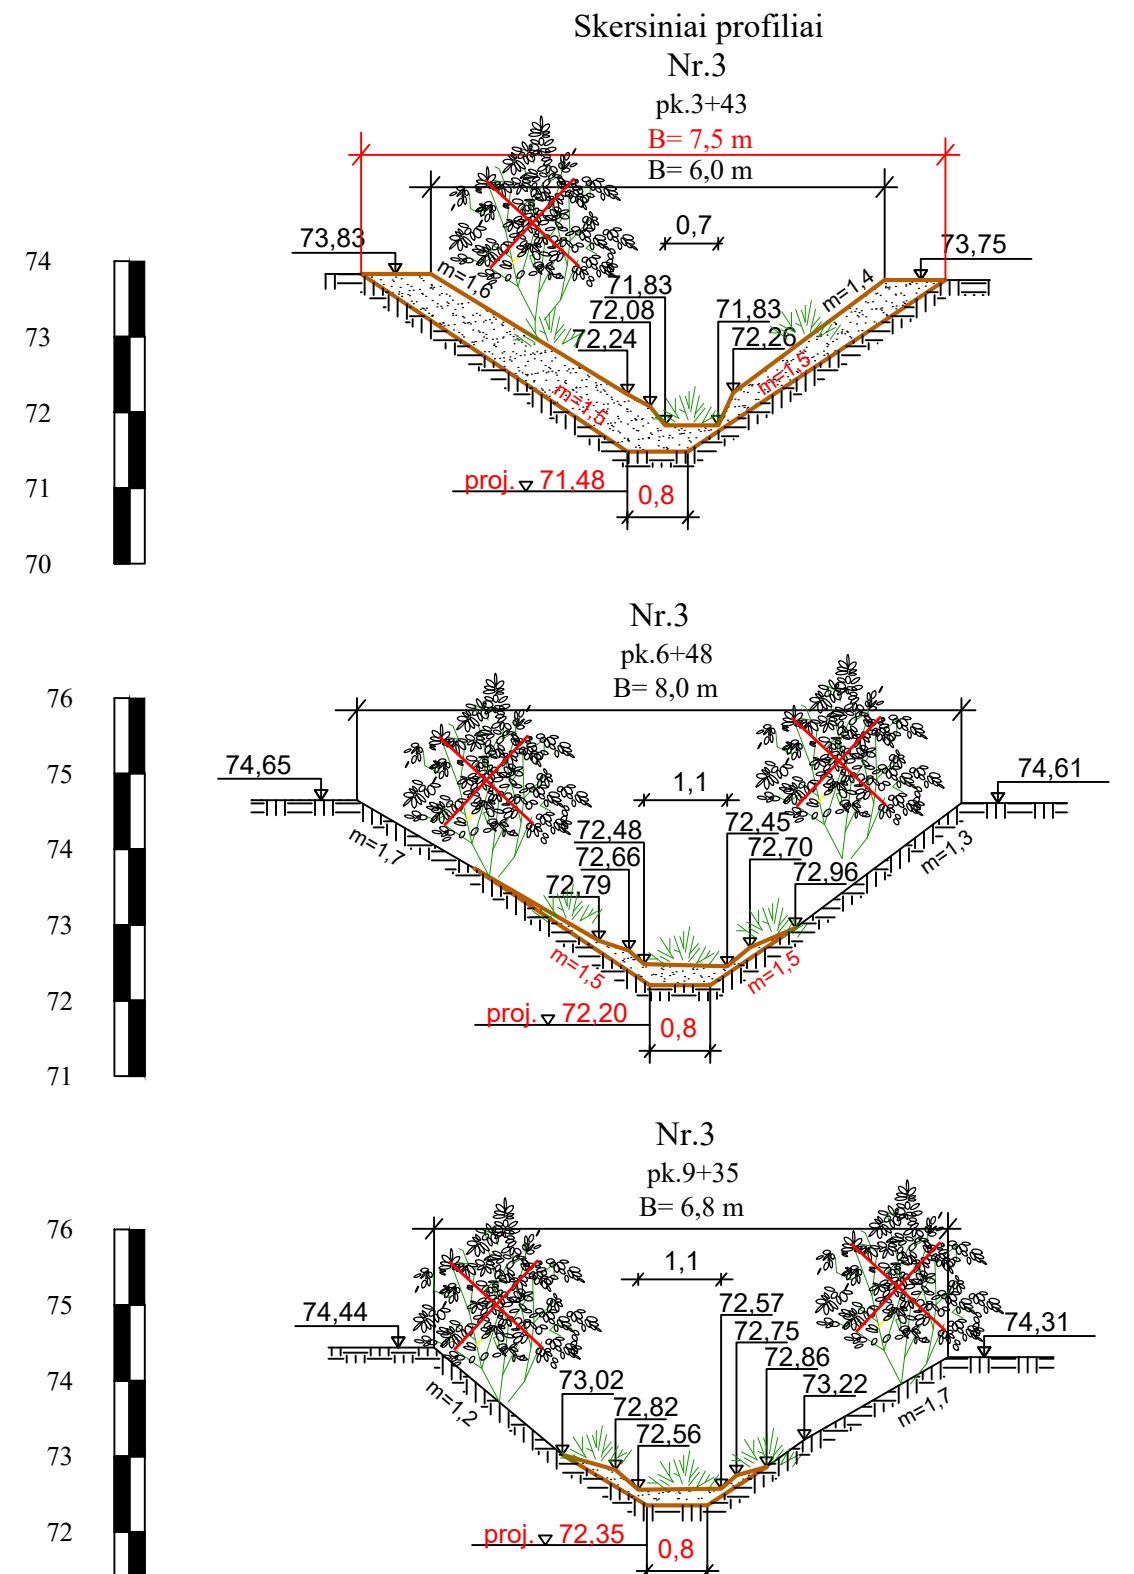 Skersiniai profiliai
Nr.3
pk.3+43
B= 7,5 m
B= 6,0 m
0,7
73,83
73,75
74
m=1,6
m=1,4
71,83
72,08
71,83
73
72,24
72,26
m=1,5
m=1,5
72
71
proj. 71,48
0,8
70
Nr.3
pk.6+48
B= 8,0 m
76
74,65
75
1,1
74,61
72,48
72,45
74
m=1,7
72,66
72,70
m=1,3
72,79
72,96
73
m=1,5
m=1,5
72
proj. 72,20
0,8
71
Nr.3
pk.9+35
B= 6,8 m
76
1,1
75
74,44
72,57
74,31
72,75
74
m=1,2
73,02
72,86
73,22
m=1,7
72,82
73
72,56
72
proj. 72,35
0,8